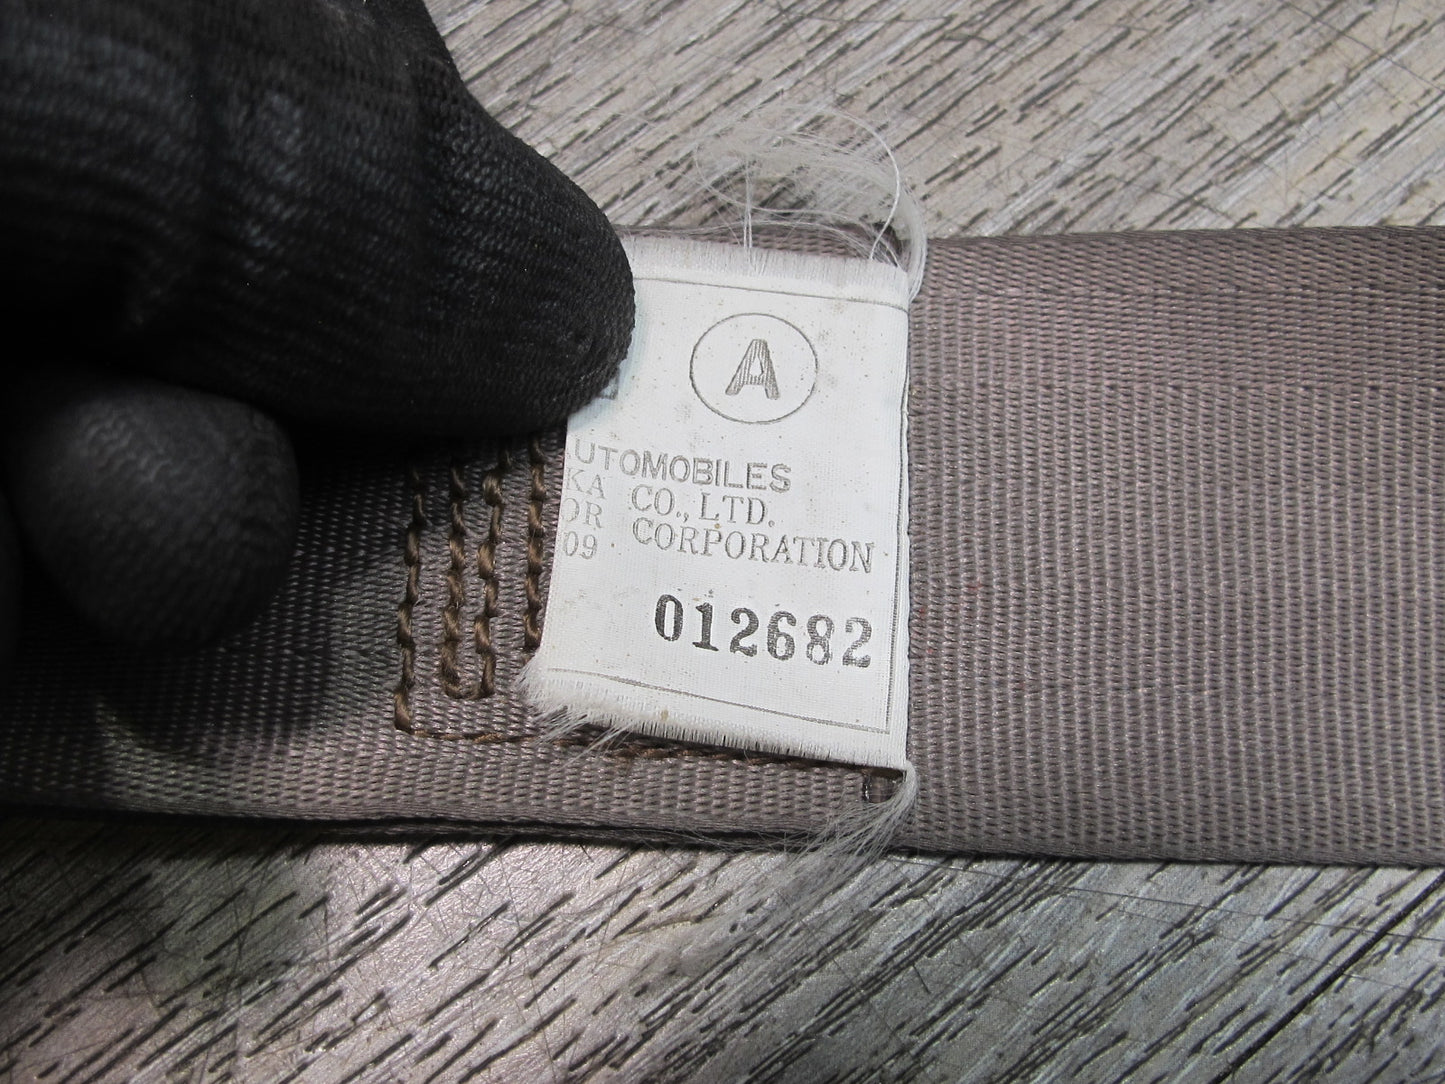 A
UTOMOBILES
KA CO., LTD.
OR CORPORATION
09
012682